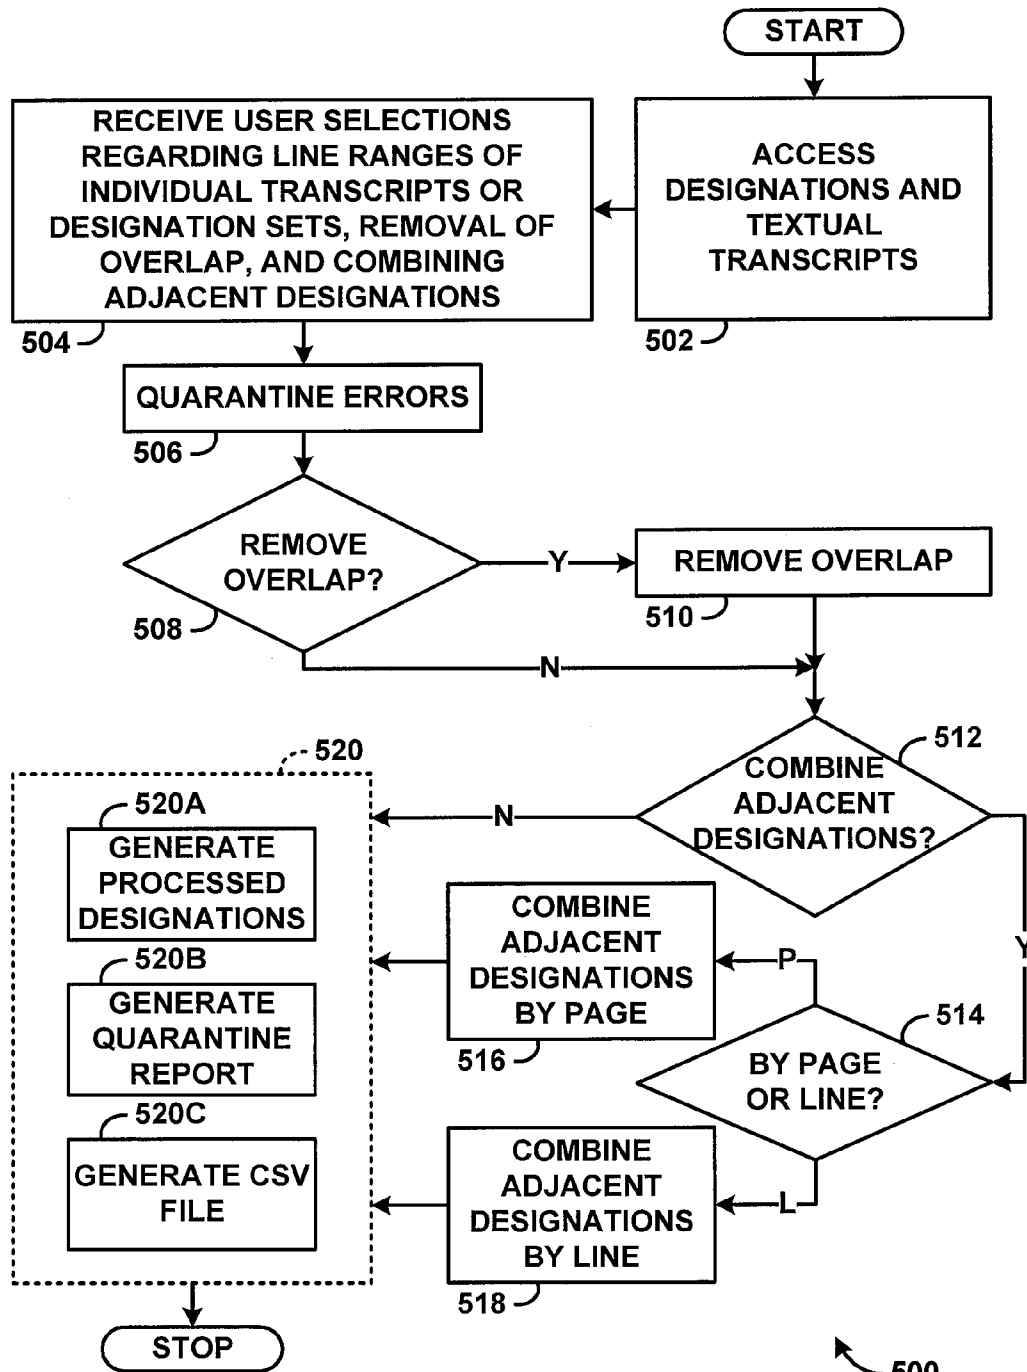 START
RECEIVE USER SELECTIONS
REGARDING LINE RANGES OF
INDIVIDUAL TRANSCRIPTS OR
DESIGNATION SETS, REMOVAL OF
OVERLAP, AND COMBINING
ADJACENT DESIGNATIONS
504
ACCESS
DESIGNATIONS AND
TEXTUAL
TRANSCRIPTS
502
QUARANTINE ERRORS
506
REMOVE
OVERLAP?
508
Y
REMOVE OVERLAP
510
N
COMBINE
ADJACENT
DESIGNATIONS?
512
N
Y
520
520A
GENERATE
PROCESSED
DESIGNATIONS
520B
GENERATE
QUARANTINE
REPORT
520C
GENERATE CSV
FILE
COMBINE
ADJACENT
DESIGNATIONS
BY PAGE
516
P
514
BY PAGE
OR LINE?
L
COMBINE
ADJACENT
DESIGNATIONS
BY LINE
518
STOP
500